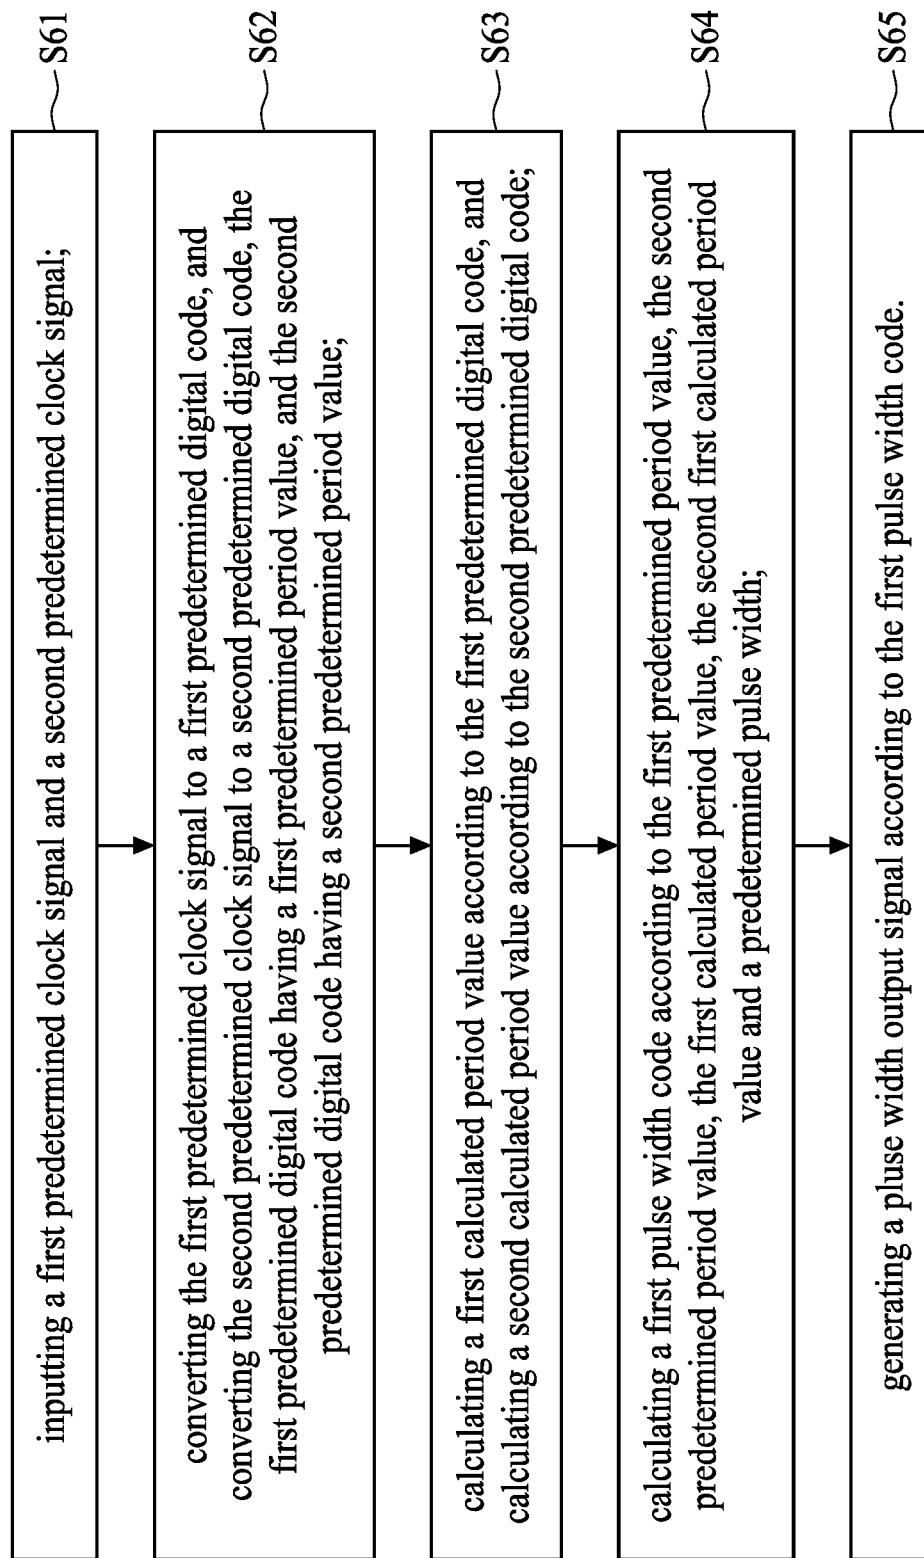 inputting a first predetermined clock signal and a second predetermined clock signal;
S61
converting the first predetermined clock signal to a first predetermined digital code, and
converting the second predetermined clock signal to a second predetermined digital code, the
first predetermined digital code having a first predetermined period value, and the second
predetermined digital code having a second predetermined period value;
S62
calculating a first calculated period value according to the first predetermined digital code, and
calculating a second calculated period value according to the second predetermined digital code;
S63
calculating a first pulse width code according to the first predetermined period value, the second
predetermined period value, the first calculated period value, the second first calculated period
value and a predetermined pulse width;
S64
generating a pluse width output signal according to the first pulse width code.
S65